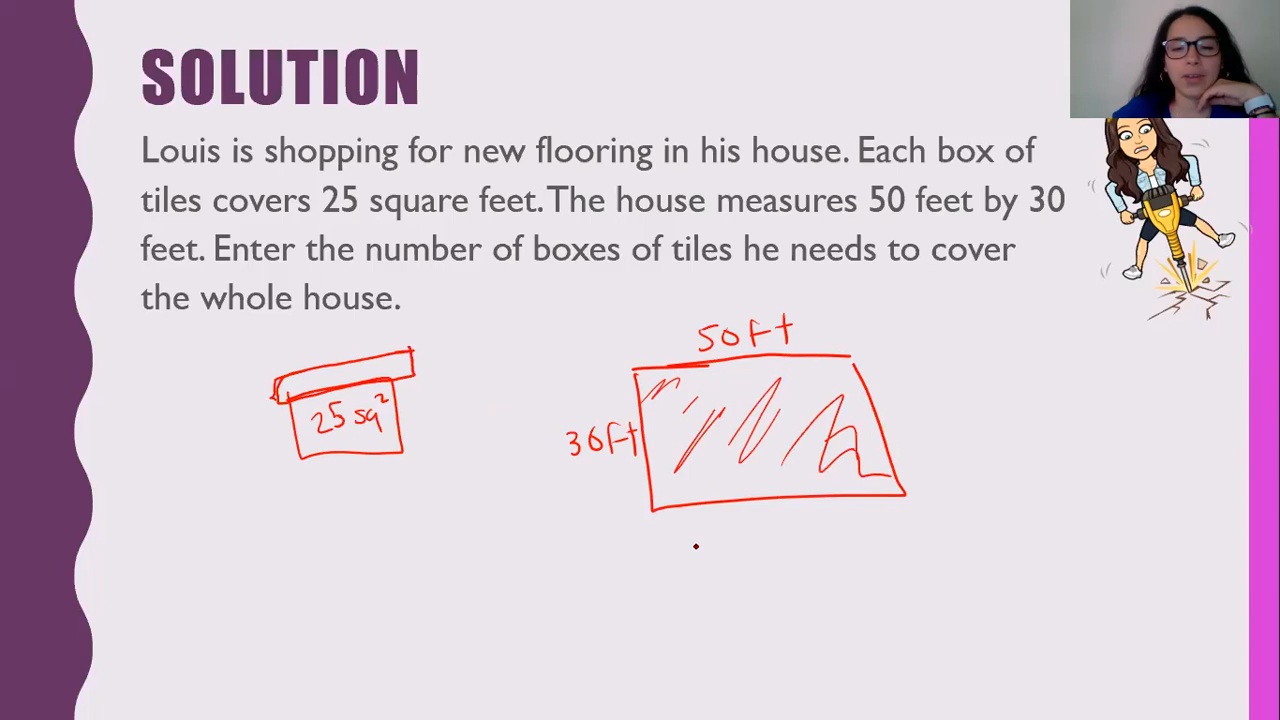 SOLUTION
Louis is shopping for new flooring in his house. Each box of
tiles covers 25 square feet. The house measures 50 feet by 30
feet. Enter the number of boxes of tiles he needs to cover
the whole house.
50ft
25 sq²
30ft